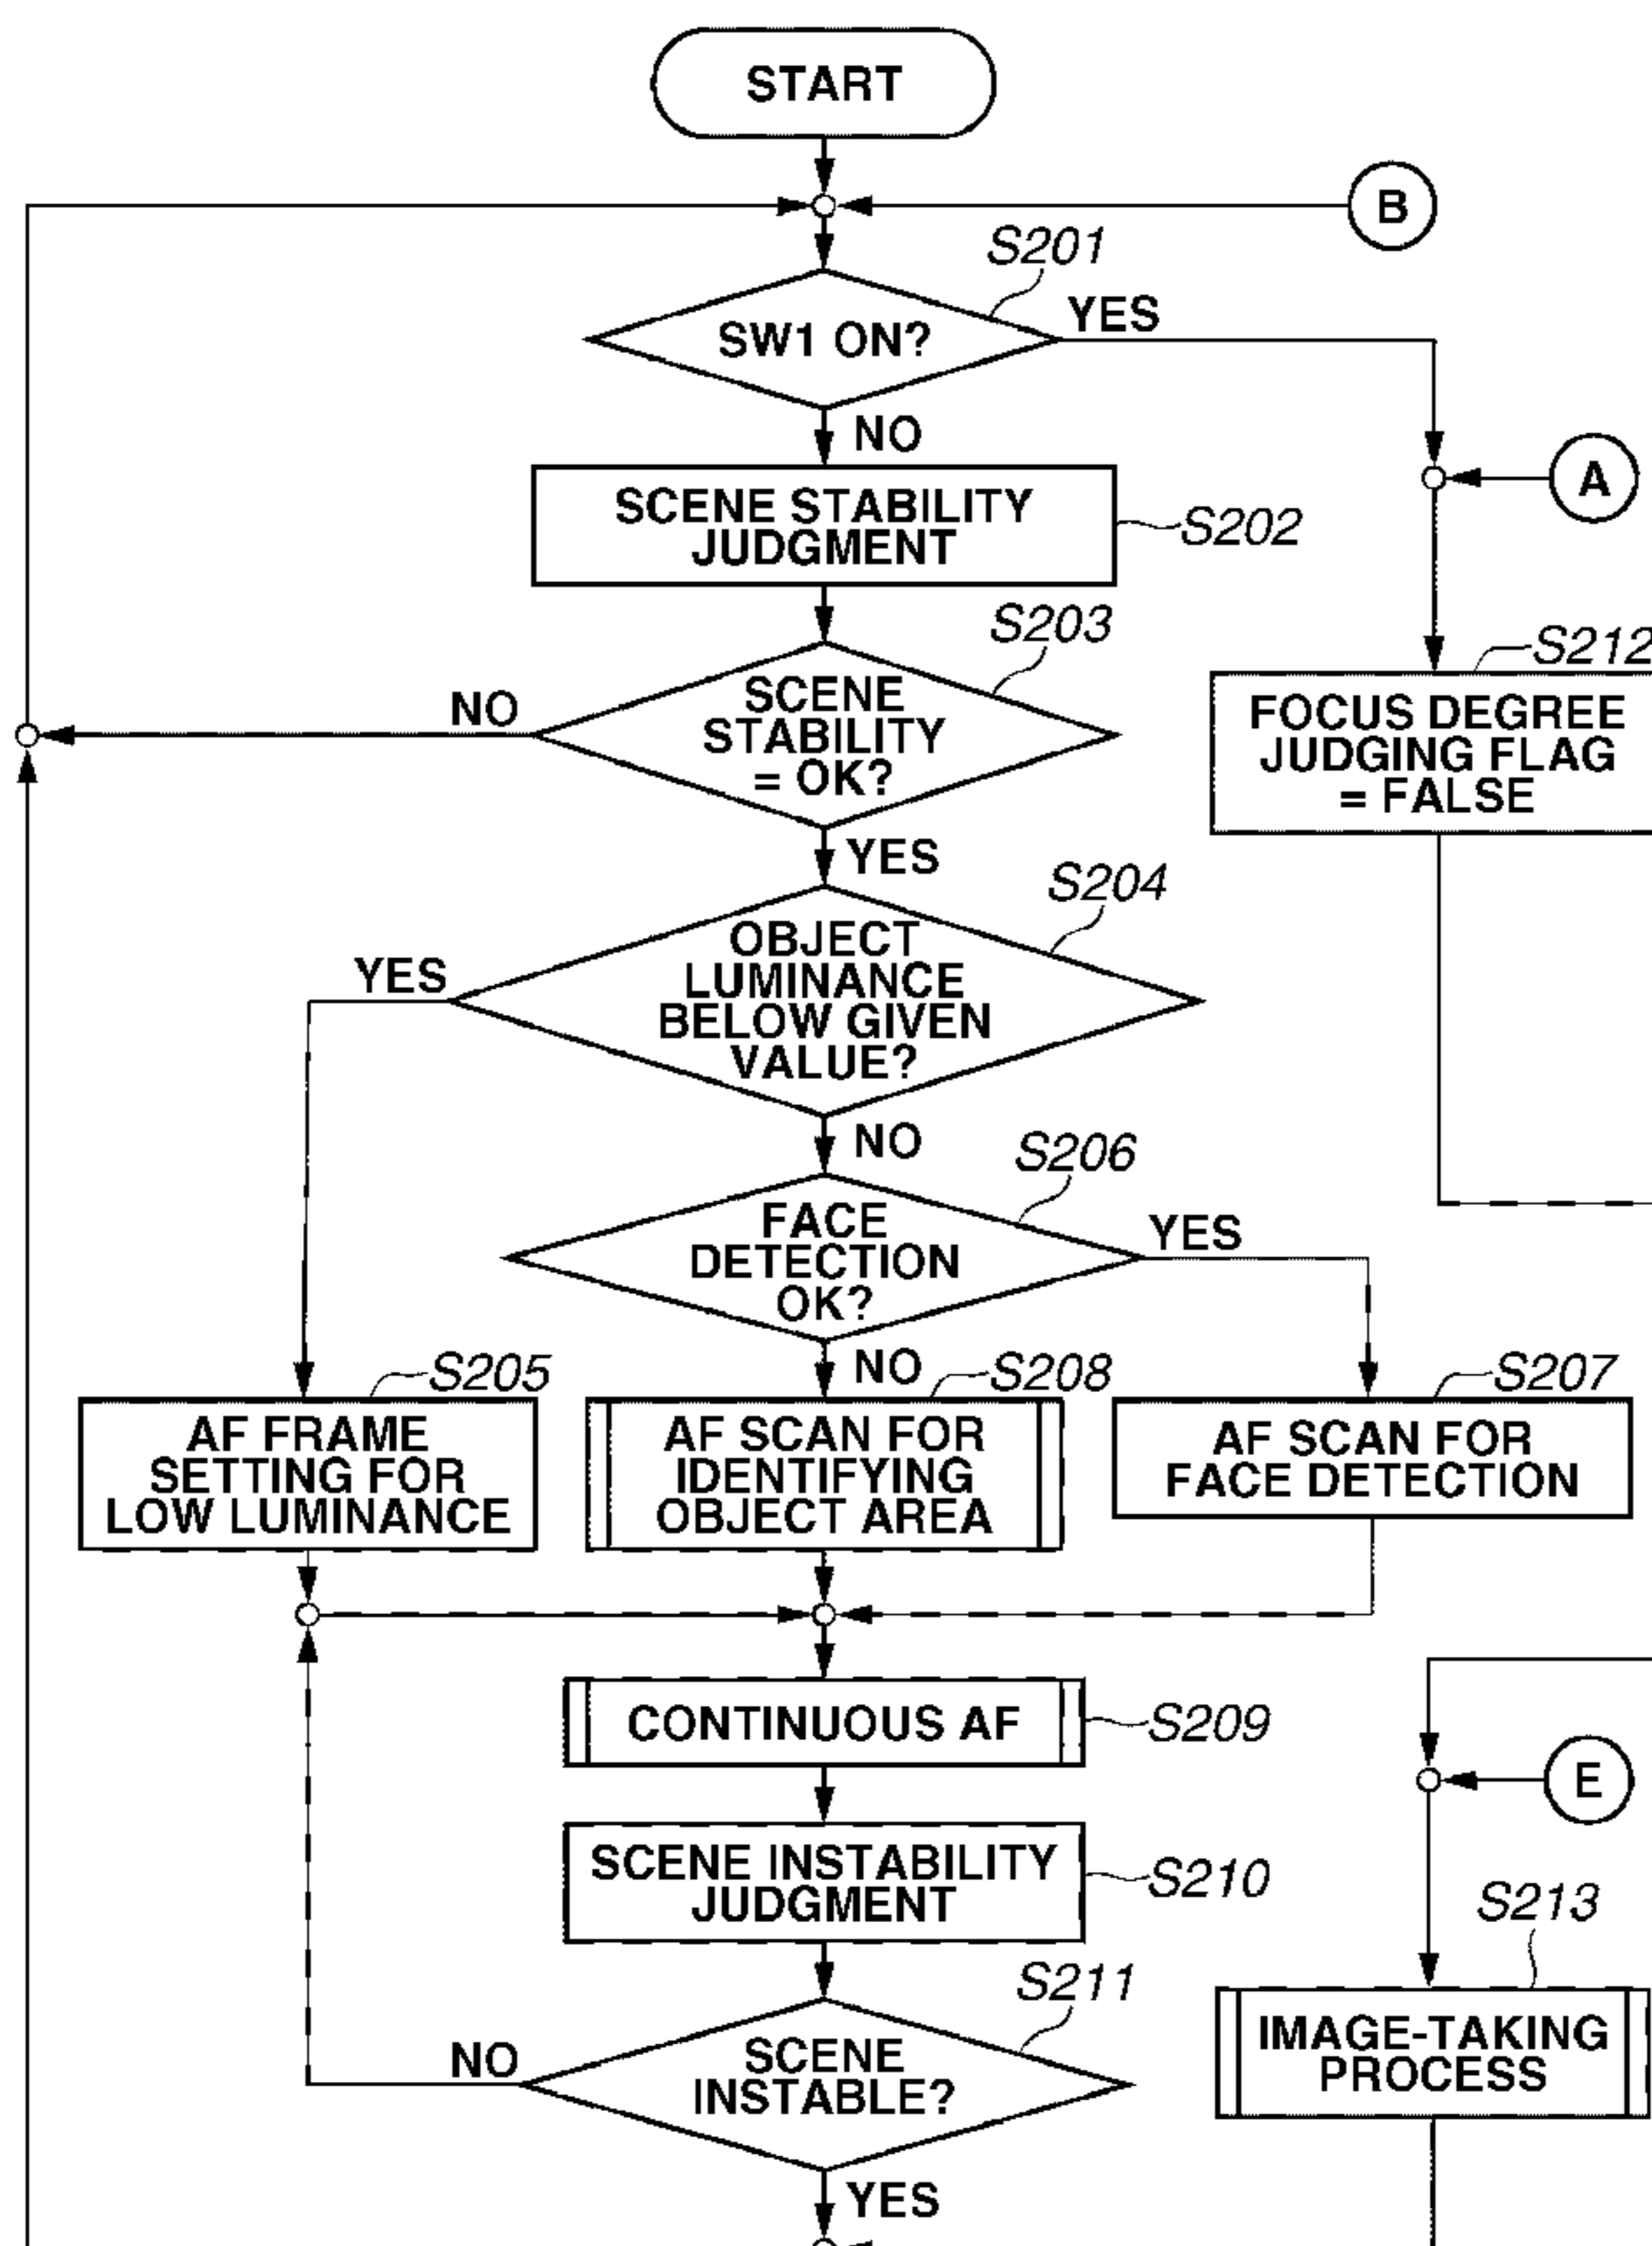 START
B
S201
SW1 ON?
YES
NO
A
SCENE STABILITY
JUDGMENT
S202
S203
SCENE
STABILITY
= OK?
NO
YES
S212
FOCUS DEGREE
JUDGING FLAG
= FALSE
S204
OBJECT
LUMINANCE
BELOW GIVEN
VALUE?
YES
NO
S206
FACE
DETECTION
OK?
YES
NO
S205
AF FRAME
SETTING FOR
LOW LUMINANCE
S208
AF SCAN FOR
IDENTIFYING
OBJECT AREA
S207
AF SCAN FOR
FACE DETECTION
CONTINUOUS AF
S209
E
SCENE INSTABILITY
JUDGMENT
S210
S213
IMAGE-TAKING
PROCESS
S211
SCENE
INSTABLE?
NO
YES